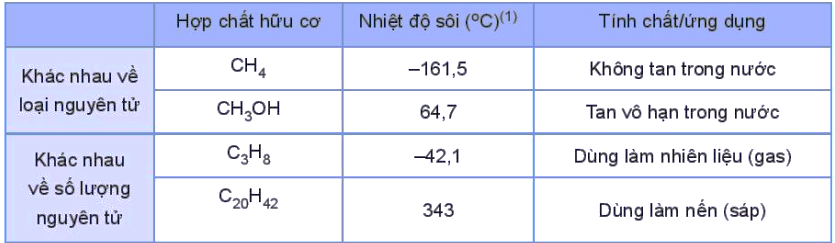 Hợp chất hữu cơ Nhiệt độ sôi (ºC)⁽¹⁾ Tính chất/ứng dụng
Khác nhau về
loại nguyên tử
CH₄ –161,5 Không tan trong nước
CH₃OH 64,7 Tan vô hạn trong nước
Khác nhau
về số lượng
nguyên tử
C₃H₈ –42,1 Dùng làm nhiên liệu (gas)
C₂₀H₄₂ 343 Dùng làm nến (sáp)